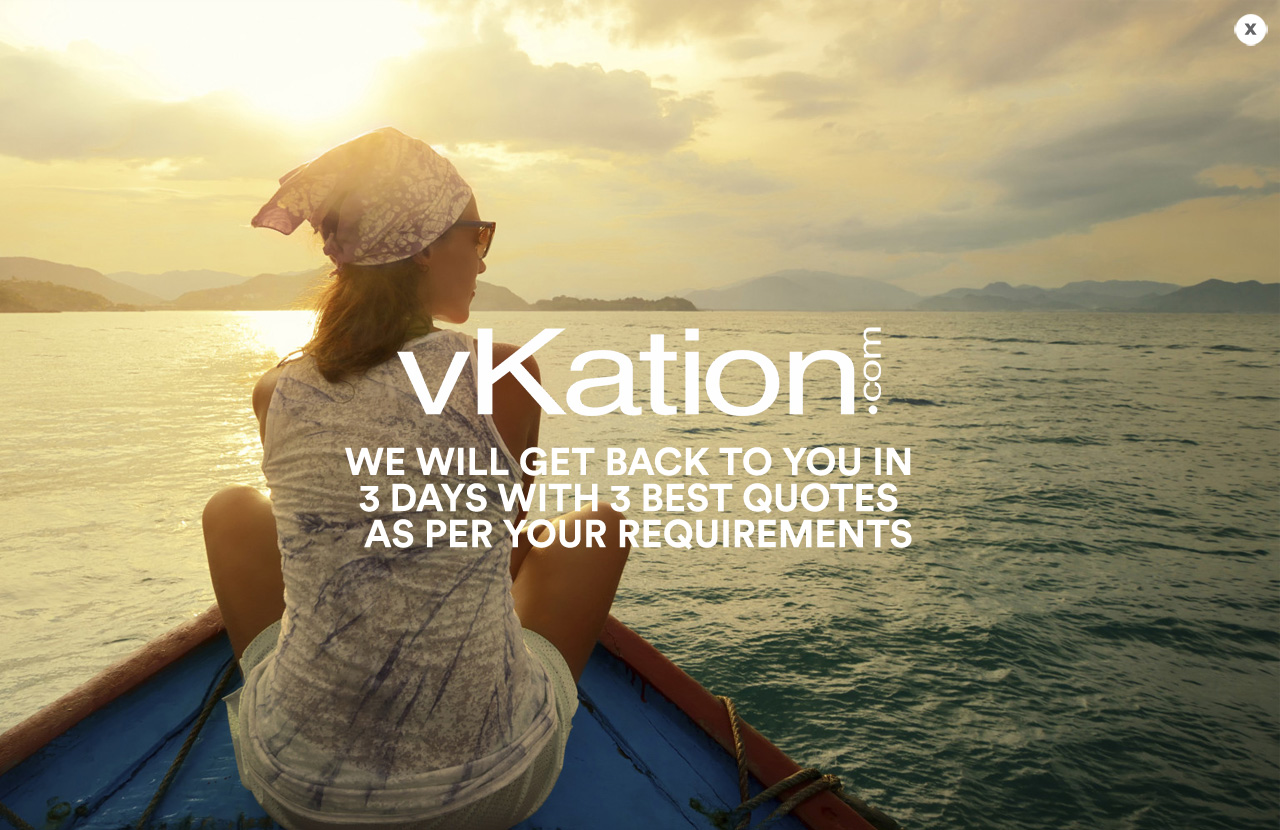 x
vKation.com
WE WILL GET BACK TO YOU IN
3 DAYS WITH 3 BEST QUOTES
AS PER YOUR REQUIREMENTS